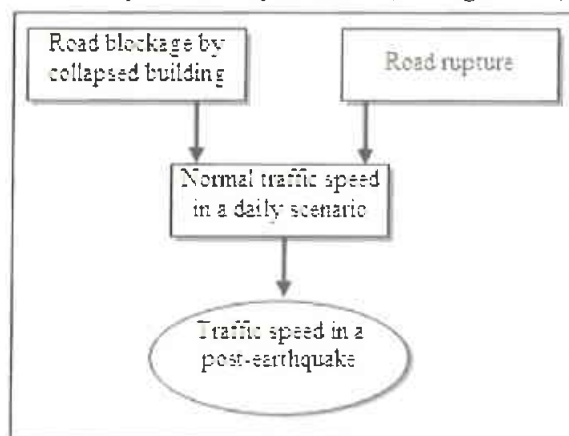 Road blockage by
collapsed building
Road rupture
Normal traffic speed
in a daily scenario
Traffic speed in a
post-earthquake